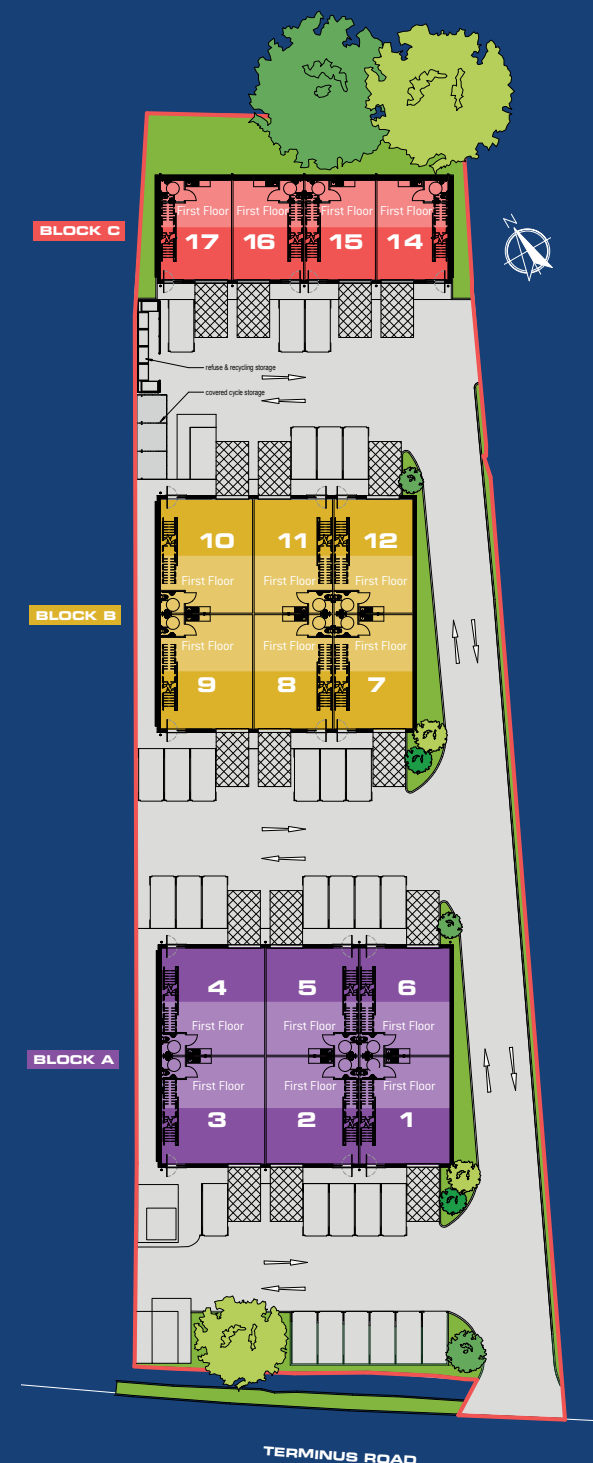 N
BLOCK C
First Floor First Floor First Floor First Floor
17 16 15 14
refuse & recycling storage
covered cycle storage
10 11 12
First Floor First Floor First Floor
BLOCK B
First Floor First Floor First Floor
9 8 7
4 5 6
First Floor First Floor First Floor
BLOCK A
First Floor First Floor First Floor
3 2 1
TERMINUS ROAD